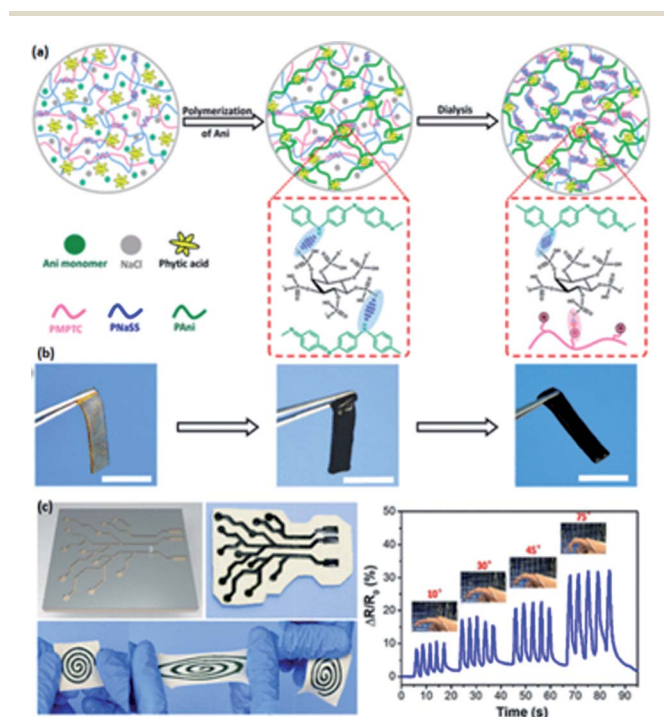 (a)
Polymerization
of Ani
Dialysis
Ani monomer
NaCl
Phytic acid
PMPTC
PNaSS
PAni
(b)
(c)
ΔR/R₀ (%)
50
40
30
20
10
0
10°
30°
45°
75°
0 10 20 30 40 50 60 70 80 90
Time (s)